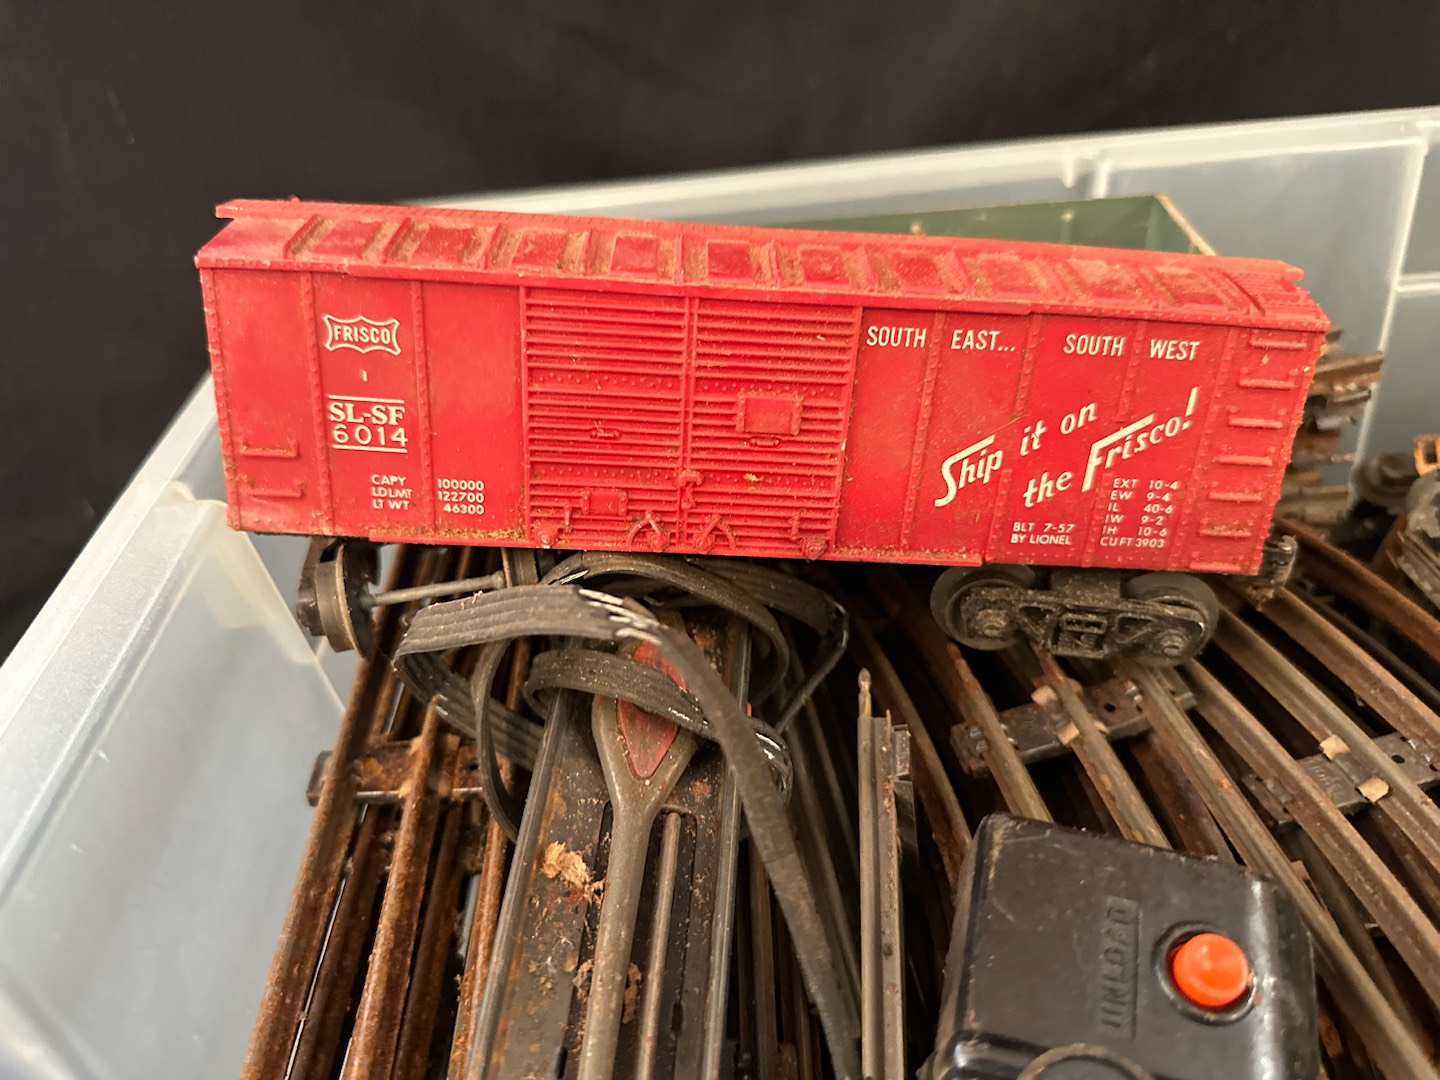 FRISCO
SL-SF
6014
CAPY 100000
LD LMT 122700
LT WT 46300
SOUTH EAST... SOUTH WEST
Ship it on
the Frisco!
EXT 10-4
EW 9-4
IL 40-6
IW 9-2
IH 10-6
CU FT 3903
BLT 7-57
BY LIONEL
UNLOAD